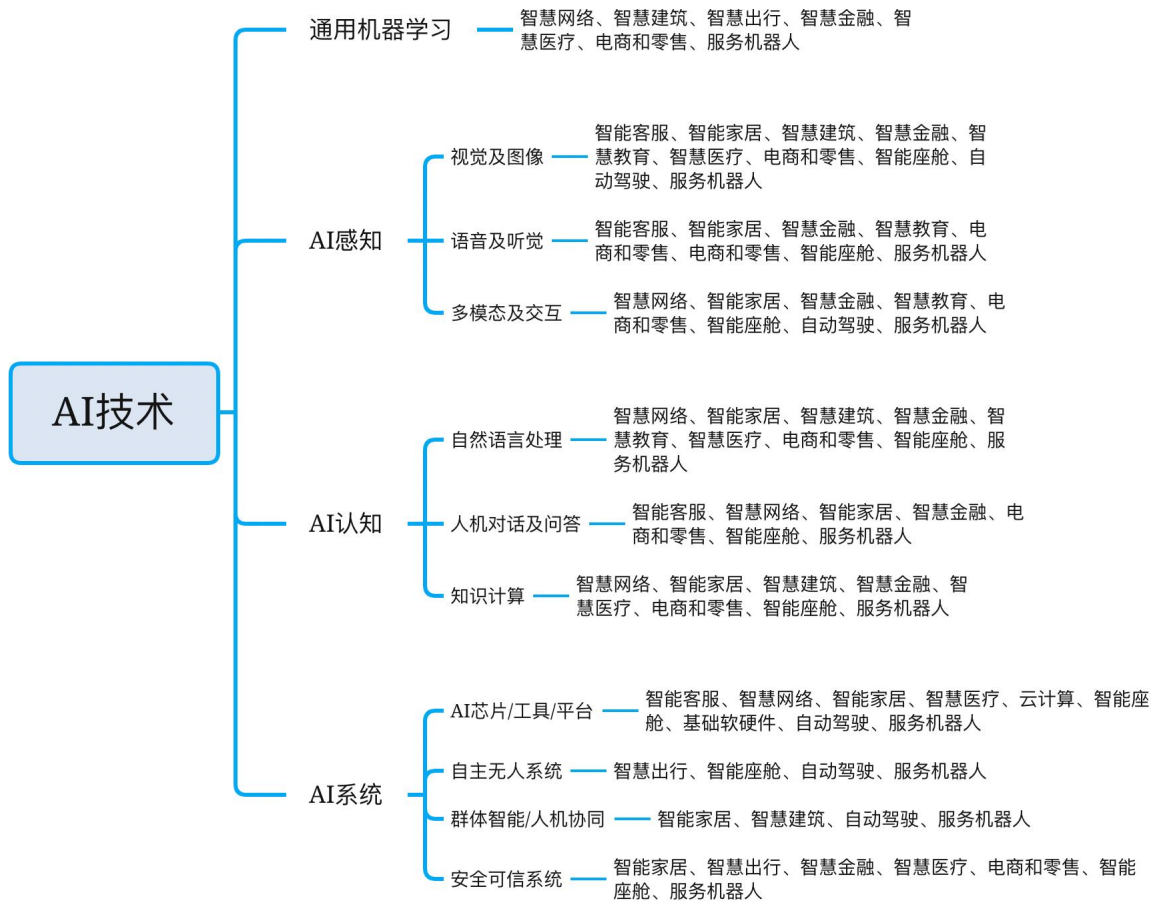 AI技术
通用机器学习
智慧网络、智慧建筑、智慧出行、智慧金融、智
慧医疗、电商和零售、服务机器人
AI感知
视觉及图像
智能客服、智能家居、智慧建筑、智慧金融、智
慧教育、智慧医疗、电商和零售、智能座舱、自
动驾驶、服务机器人
语音及听觉
智能客服、智能家居、智慧金融、智慧教育、电
商和零售、电商和零售、智能座舱、服务机器人
多模态及交互
智慧网络、智能家居、智慧金融、智慧教育、电
商和零售、智能座舱、自动驾驶、服务机器人
AI认知
自然语言处理
智慧网络、智能家居、智慧建筑、智慧金融、智
慧教育、智慧医疗、电商和零售、智能座舱、服
务机器人
人机对话及问答
智能客服、智慧网络、智能家居、智慧金融、电
商和零售、智能座舱、服务机器人
知识计算
智慧网络、智能家居、智慧建筑、智慧金融、智
慧医疗、电商和零售、智能座舱、服务机器人
AI系统
AI芯片/工具/平台
智能客服、智慧网络、智能家居、智慧医疗、云计算、智能座
舱、基础软硬件、自动驾驶、服务机器人
自主无人系统
智慧出行、智能座舱、自动驾驶、服务机器人
群体智能/人机协同
智能家居、智慧建筑、自动驾驶、服务机器人
安全可信系统
智能家居、智慧出行、智慧金融、智慧医疗、电商和零售、智能
座舱、服务机器人